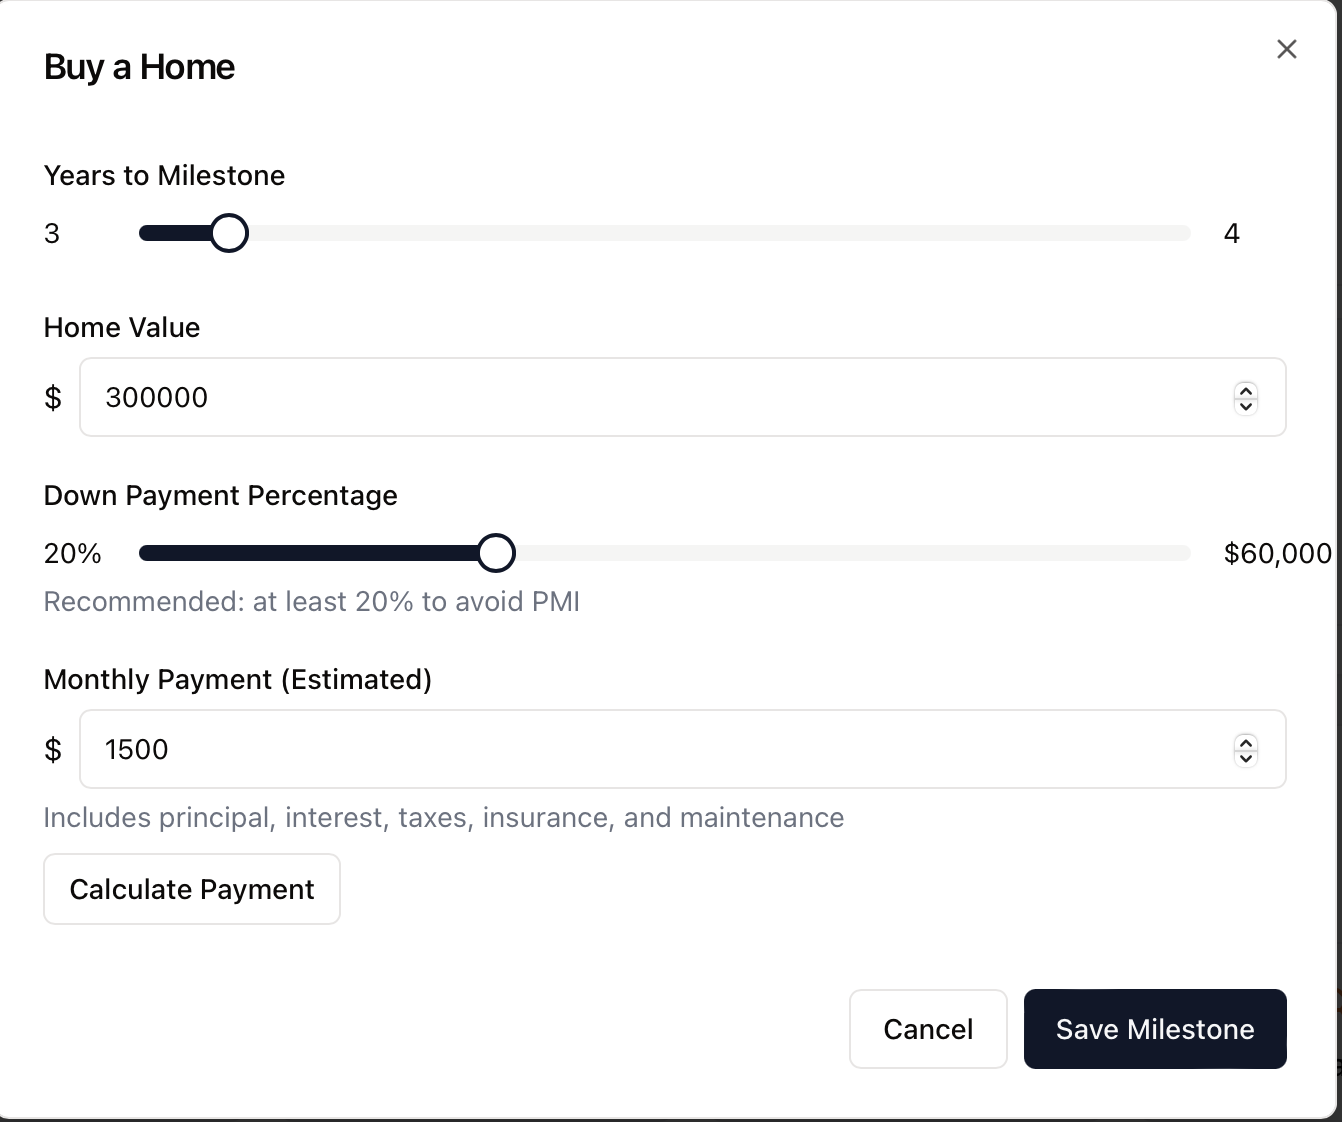 Buy a Home
Years to Milestone
3 4
Home Value
$ 300000
Down Payment Percentage
20% $60,000
Recommended: at least 20% to avoid PMI
Monthly Payment (Estimated)
$ 1500
Includes principal, interest, taxes, insurance, and maintenance
Calculate Payment
Cancel Save Milestone